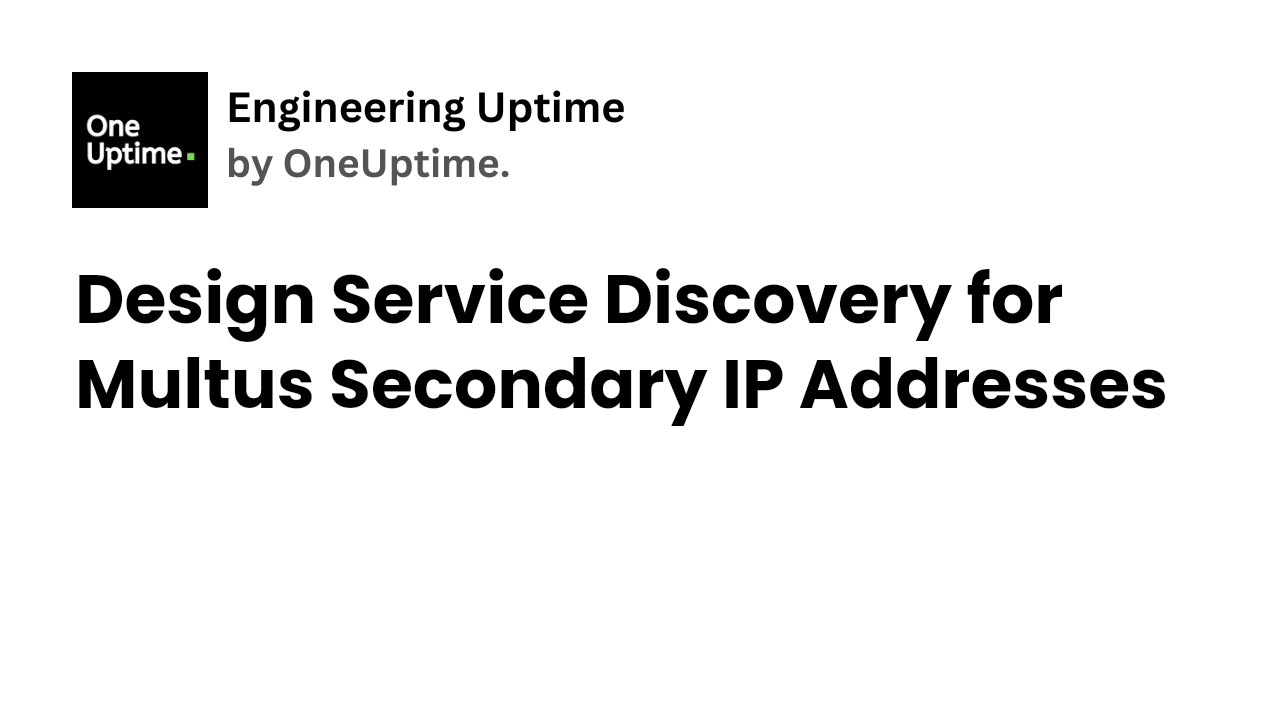 One
Uptime.
Engineering Uptime
by OneUptime.
Design Service Discovery for
Multus Secondary IP Addresses